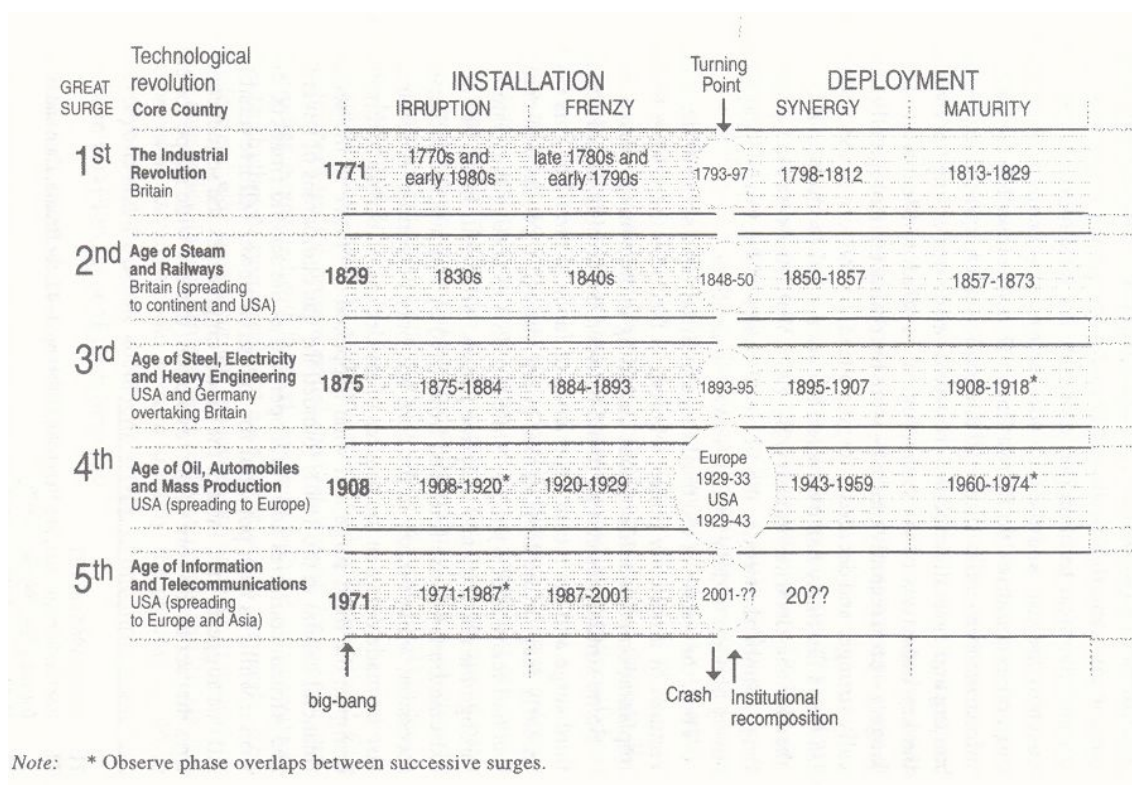 Technological
GREAT revolution INSTALLATION Turning Point DEPLOYMENT
SURGE Core Country IRRUPTION FRENZY SYNERGY MATURITY
1st
The Industrial
Revolution
Britain
1771
1770s and
early 1980s
late 1780s and
early 1790s
1793-97
1798-1812
1813-1829
2nd
Age of Steam
and Railways
Britain (spreading
to continent and USA)
1829
1830s
1840s
1848-50
1850-1857
1857-1873
3rd
Age of Steel, Electricity
and Heavy Engineering
USA and Germany
overtaking Britain
1875
1875-1884
1884-1893
1893-95
1895-1907
1908-1918*
4th
Age of Oil, Automobiles
and Mass Production
USA (spreading to Europe)
1908
1908-1920*
1920-1929
Europe
1929-33
USA
1929-43
1943-1959
1960-1974*
5th
Age of Information
and Telecommunications
USA (spreading
to Europe and Asia)
1971
1971-1987*
1987-2001
2001-??
20??
big-bang
Crash
Institutional
recomposition
Note: * Observe phase overlaps between successive surges.